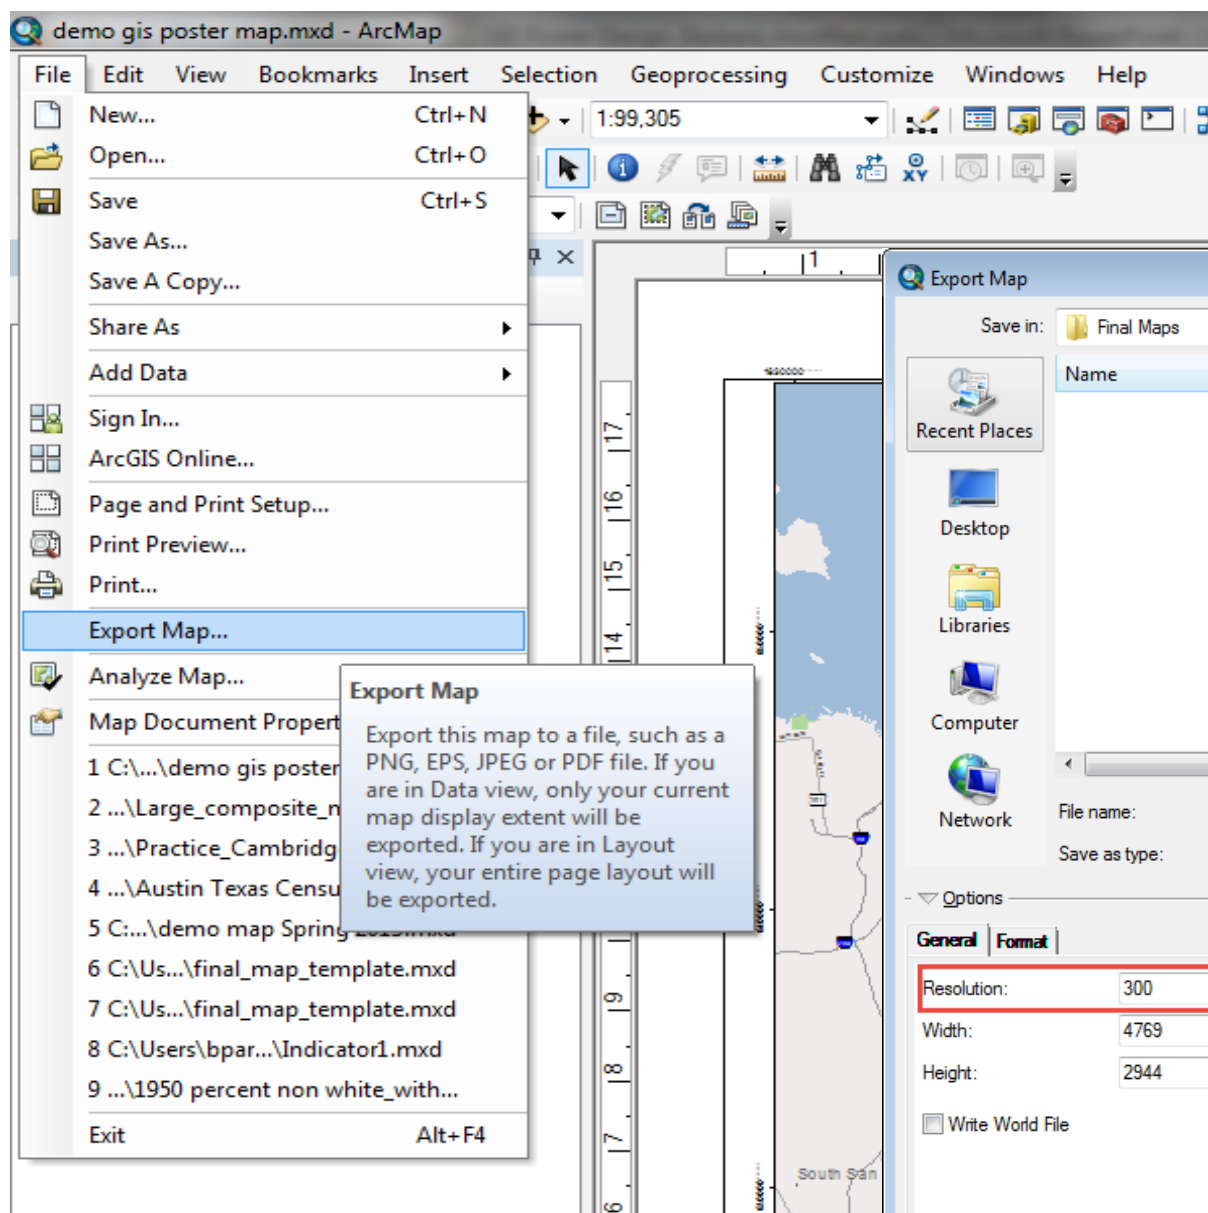 demo gis poster map.mxd - ArcMap
File Edit View Bookmarks Insert Selection Geoprocessing Customize Windows Help
New... Ctrl+N
1:99,305
Open... Ctrl+O
Save Ctrl+S
Save As...
Save A Copy...
Share As
Add Data
Sign In...
ArcGIS Online...
Page and Print Setup...
Print Preview...
Print...
Export Map...
Analyze Map...
Map Document Propert
1 C:\...\demo gis poster
2 ...\Large_composite_m
3 ...\Practice_Cambridg
4 ...\Austin Texas Censu
5 C:...\demo map Spring 2015.mxd
6 C:\Us...\final_map_template.mxd
7 C:\Us...\final_map_template.mxd
8 C:\Users\bpar...\Indicator1.mxd
9 ...\1950 percent non white_with...
Exit Alt+F4
Export Map
Export this map to a file, such as a
PNG, EPS, JPEG or PDF file. If you
are in Data view, only your current
map display extent will be
exported. If you are in Layout
view, your entire page layout will
be exported.
XY
1
17
16
15
14
9
8
7
6
South San
Export Map
Save in: Final Maps
Name
Recent Places
Desktop
Libraries
Computer
Network
File name:
Save as type:
Options
General Format
Resolution: 300
Width: 4769
Height: 2944
Write World File